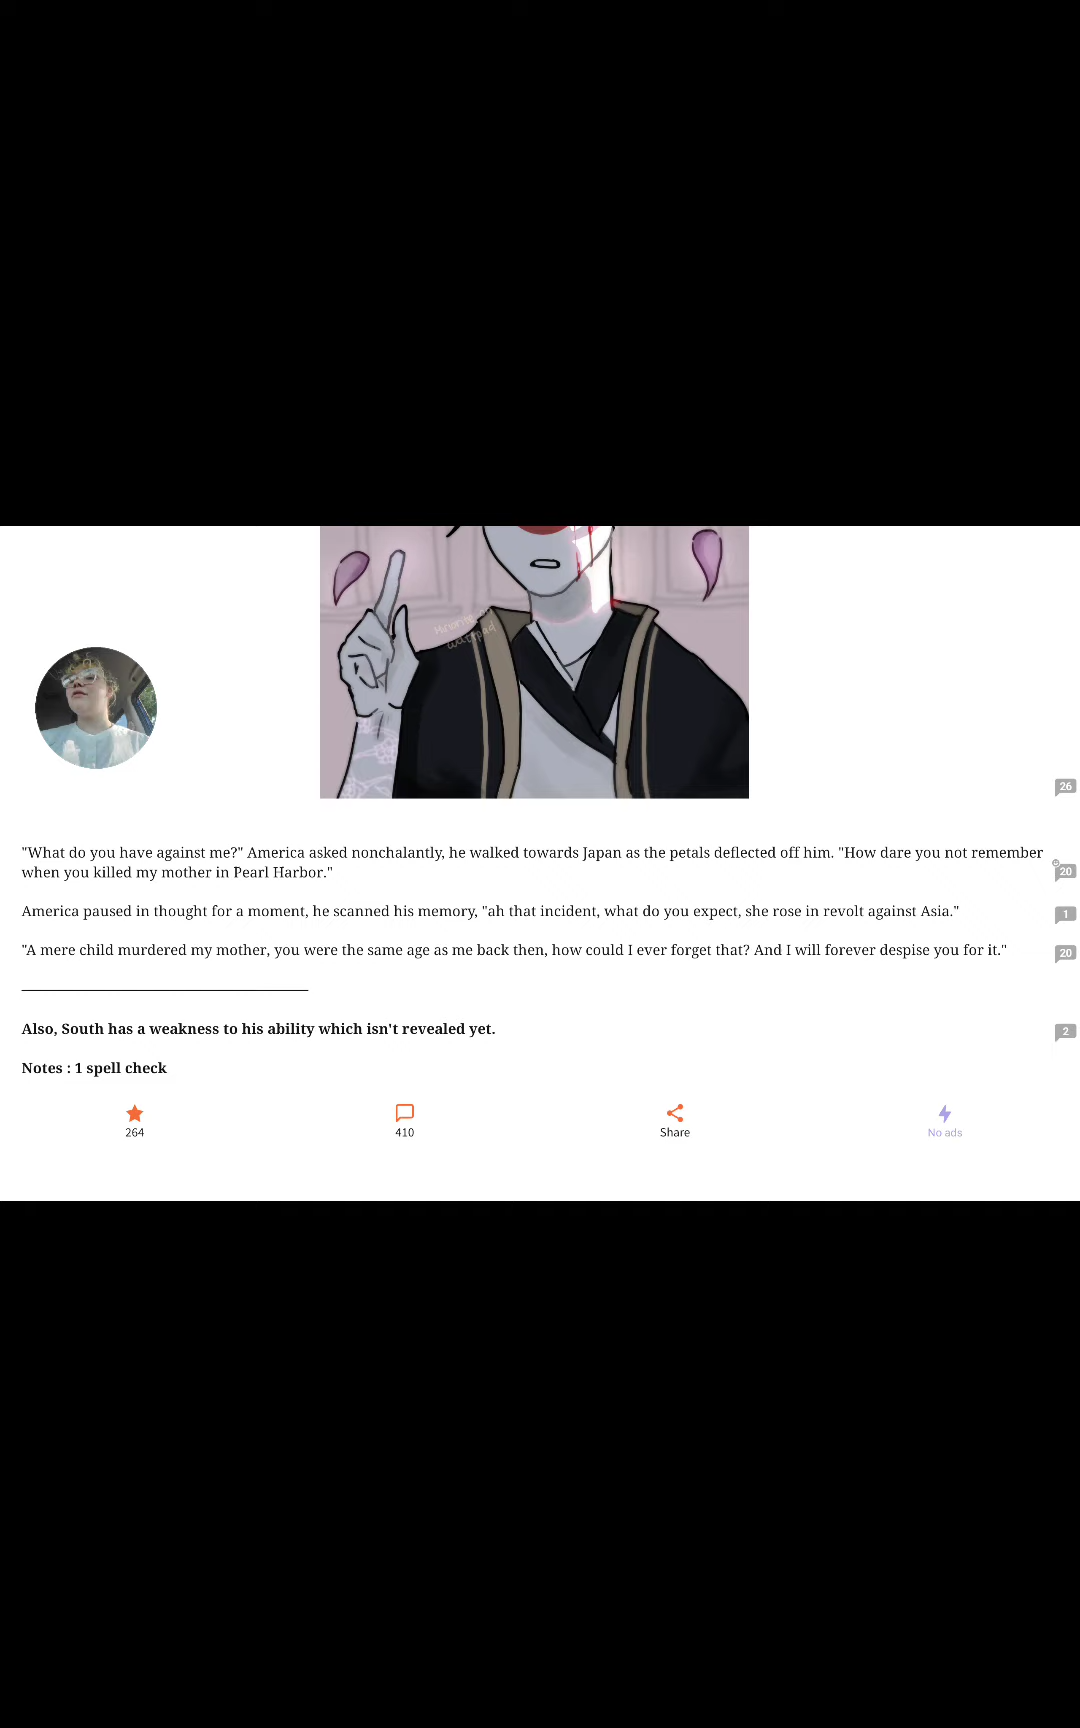 wattpad
26
"What do you have against me?" America asked nonchalantly, he walked towards Japan as the petals deflected off him. "How dare you not remember
when you killed my mother in Pearl Harbor."
20
America paused in thought for a moment, he scanned his memory, "ah that incident, what do you expect, she rose in revolt against Asia."
1
"A mere child murdered my mother, you were the same age as me back then, how could I ever forget that? And I will forever despise you for it."
20
Also, South has a weakness to his ability which isn't revealed yet.
2
Notes : 1 spell check
264
410
Share
No ads